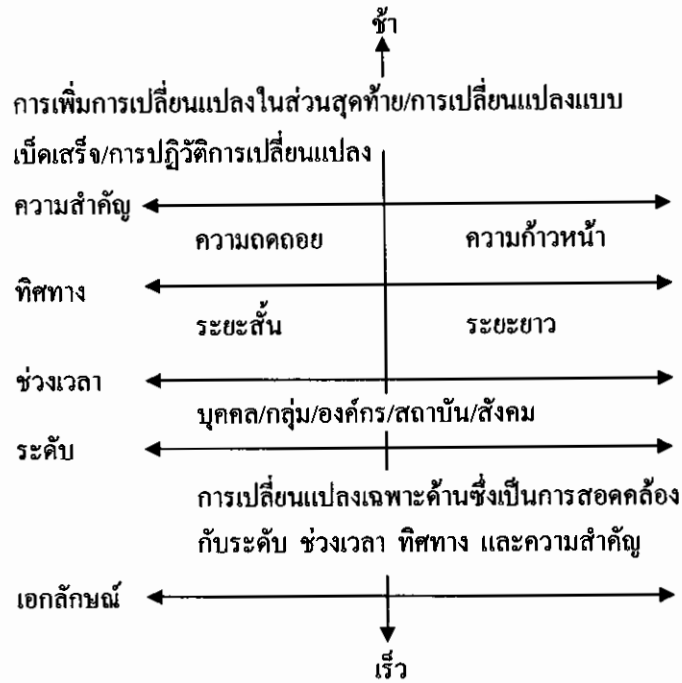 ช้า
การเพิ่มการเปลี่ยนแปลงในส่วนสุดท้าย/การเปลี่ยนแปลงแบบ
เบ็ดเสร็จ/การปฏิวัติการเปลี่ยนแปลง
ความสำคัญ
ความถดถอย ความก้าวหน้า
ทิศทาง
ระยะสั้น ระยะยาว
ช่วงเวลา
บุคคล/กลุ่ม/องค์กร/สถาบัน/สังคม
ระดับ
การเปลี่ยนแปลงเฉพาะด้านซึ่งเป็นการสอดคล้อง
กับระดับ ช่วงเวลา ทิศทาง และความสำคัญ
เอกลักษณ์
เร็ว